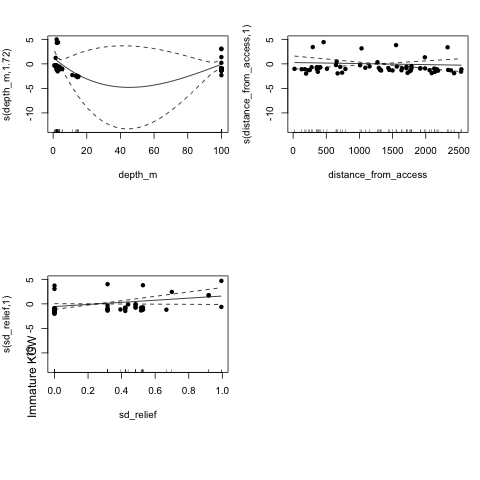 s(depth_m,1.72)
5
0
-5
-10
0 20 40 60 80 100
depth_m
s(distance_from_access,1)
5
0
-5
-10
0 500 1000 1500 2000 2500
distance_from_access
s(sd_relief,1)
5
0
-5
0.0 0.2 0.4 0.6 0.8 1.0
sd_relief
Immature KGW